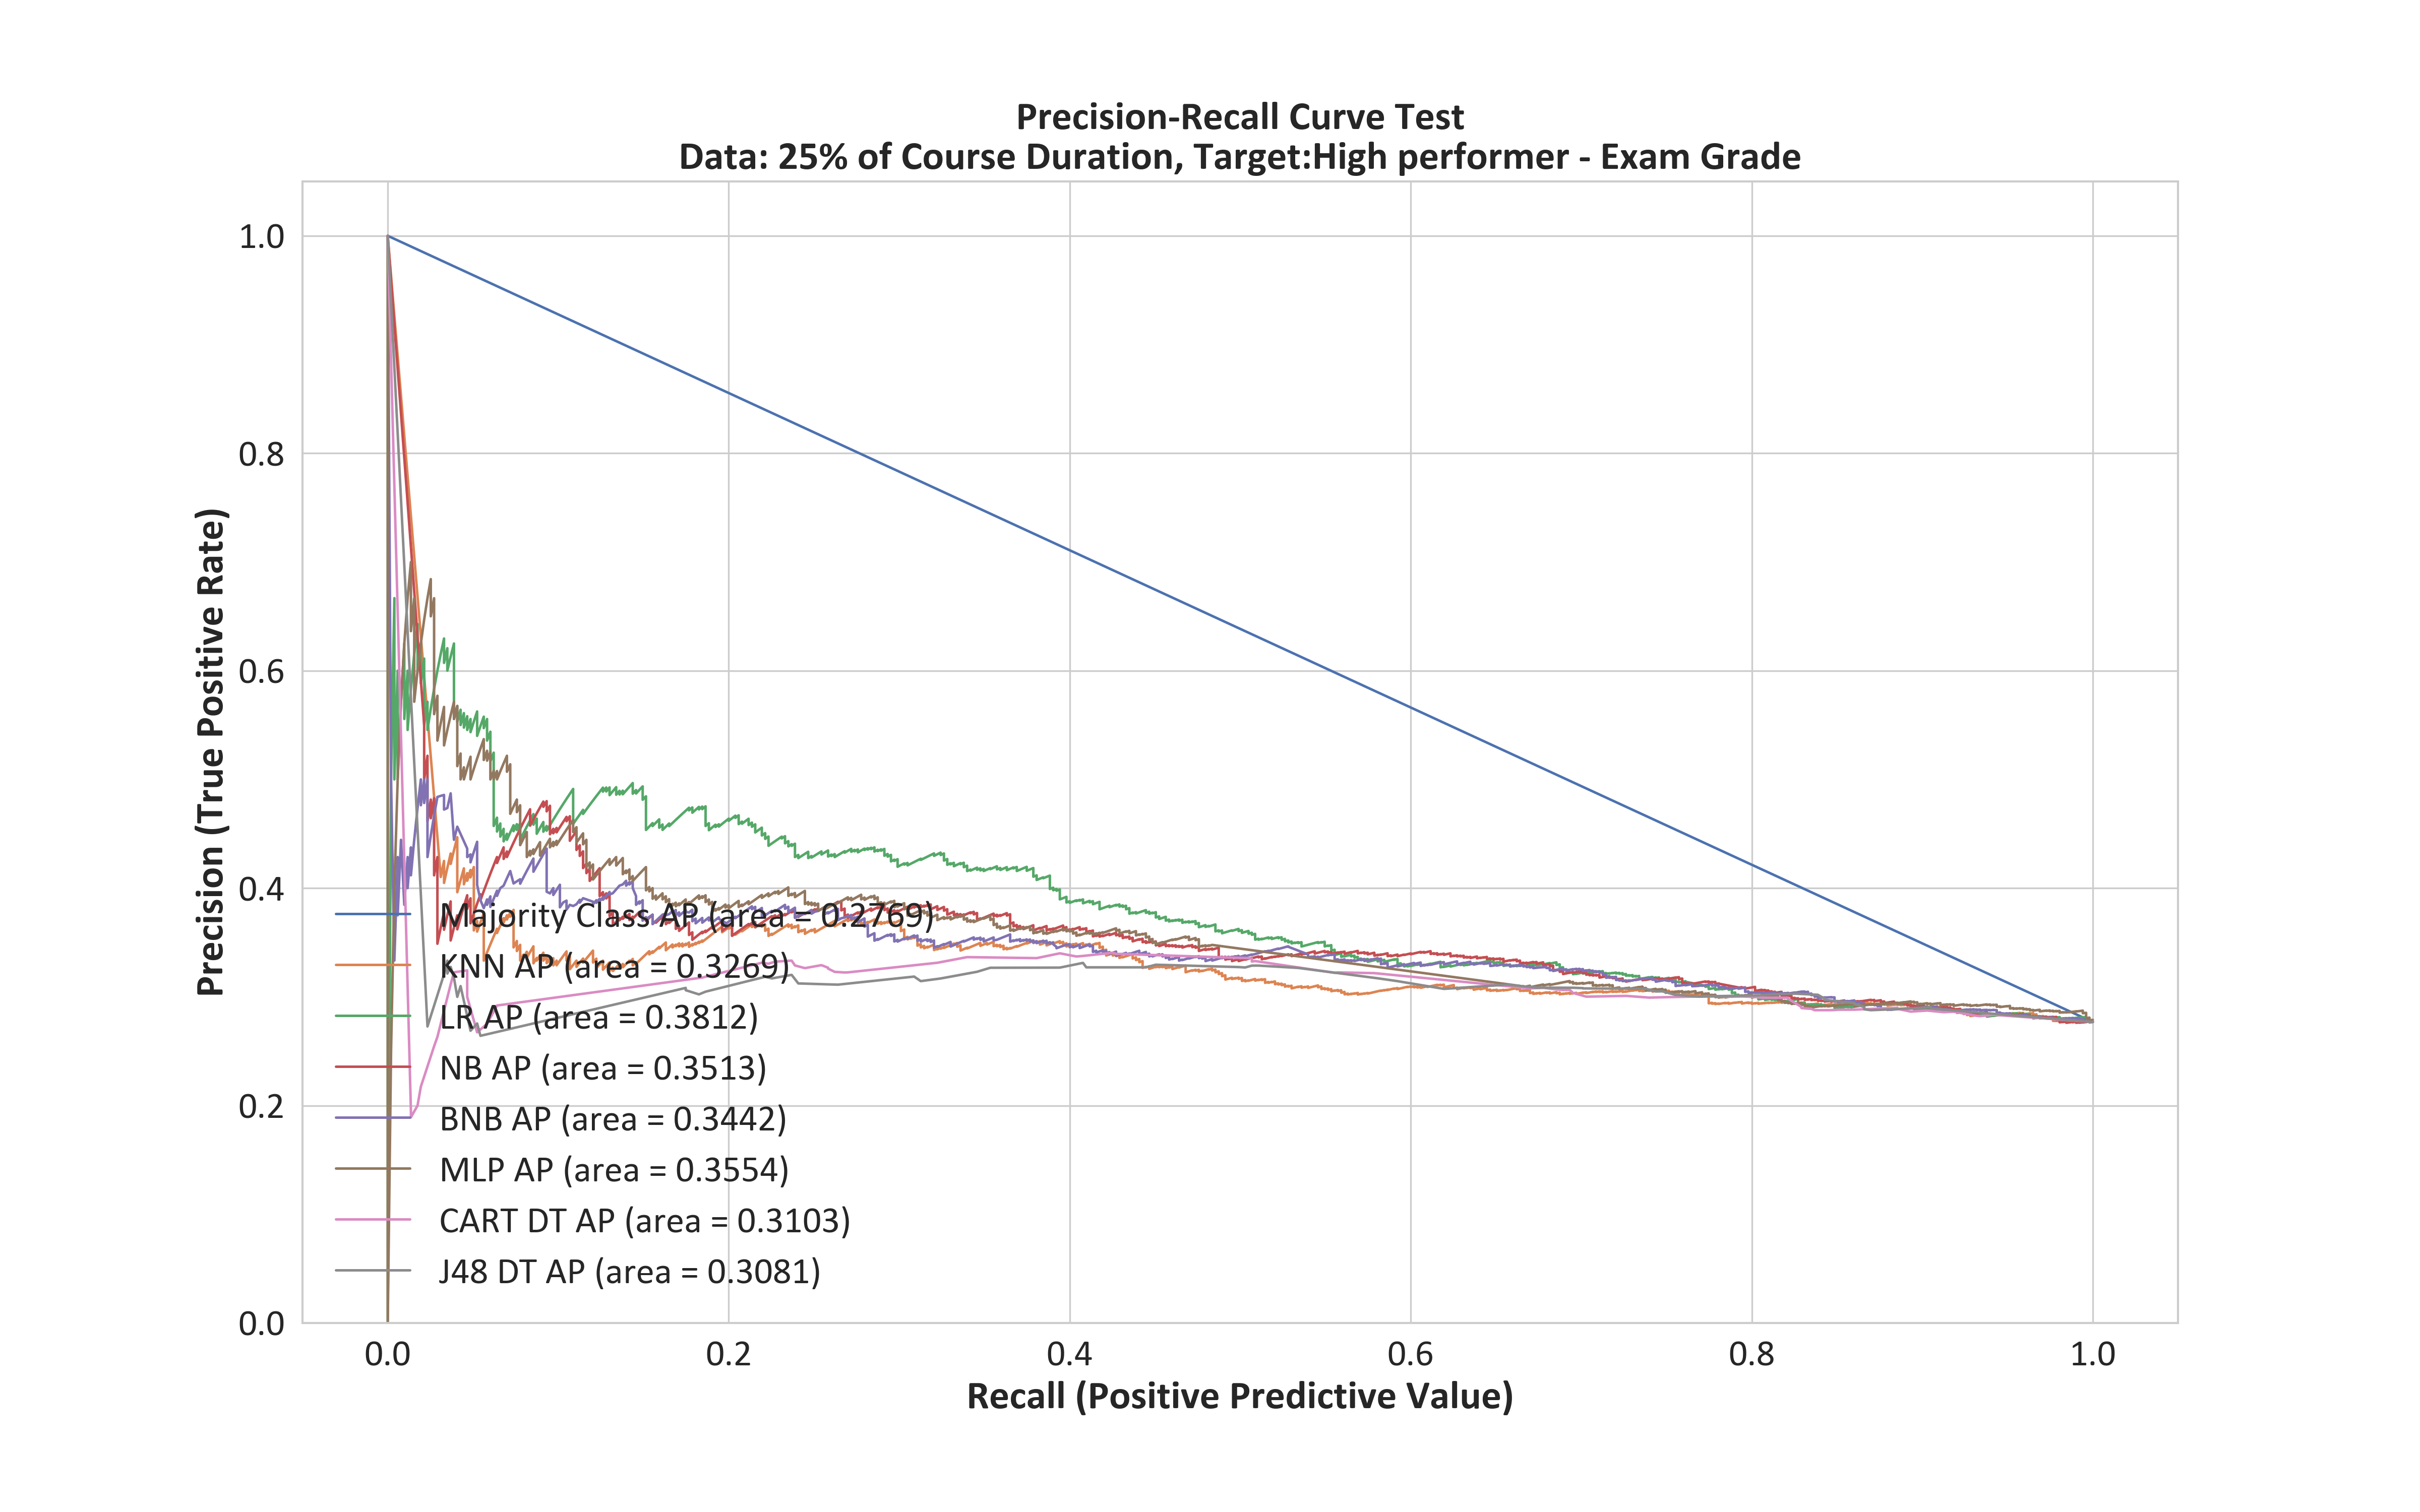 Precision-Recall Curve Test
Data: 25% of Course Duration, Target:High performer - Exam Grade
Precision (True Positive Rate)
1.0
0.8
0.6
0.4
0.2
0.0
Majority Class AP (area = 0.2769)
KNN AP (area = 0.3269)
LR AP (area = 0.3812)
NB AP (area = 0.3513)
BNB AP (area = 0.3442)
MLP AP (area = 0.3554)
CART DT AP (area = 0.3103)
J48 DT AP (area = 0.3081)
0.0 0.2 0.4 0.6 0.8 1.0
Recall (Positive Predictive Value)